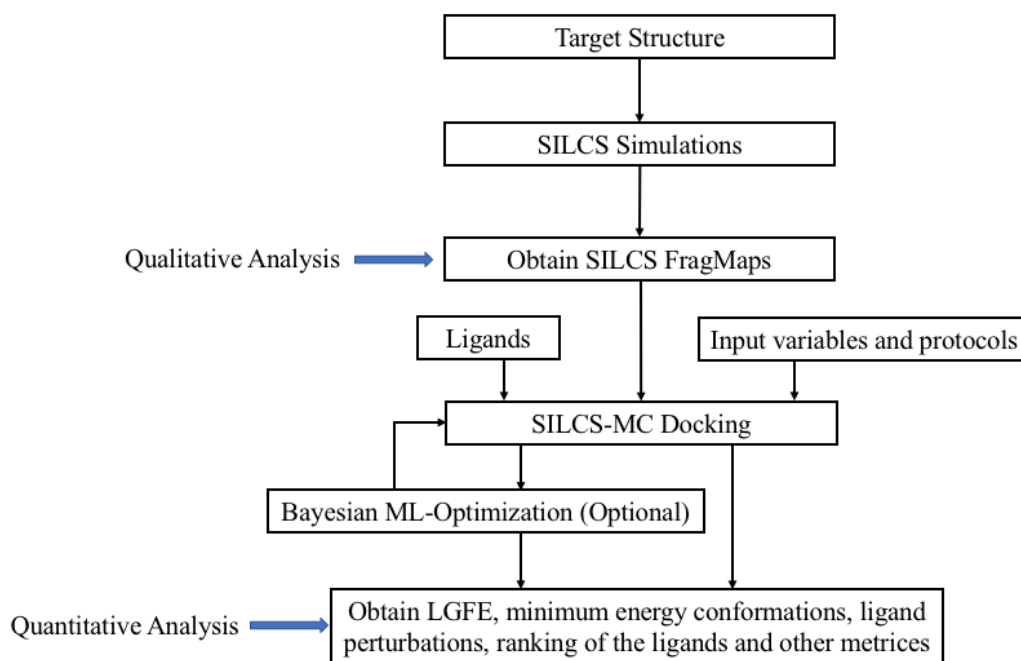 Target Structure
SILCS Simulations
Qualitative Analysis
Obtain SILCS FragMaps
Ligands
Input variables and protocols
SILCS-MC Docking
Bayesian ML-Optimization (Optional)
Quantitative Analysis
Obtain LGFE, minimum energy conformations, ligand
perturbations, ranking of the ligands and other metrices